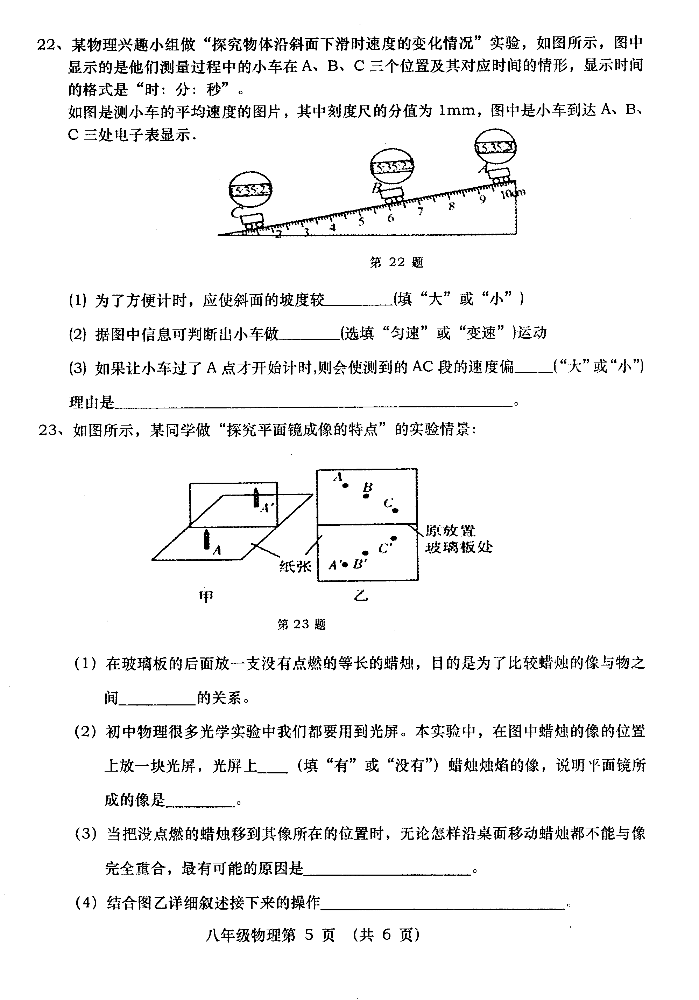 22、某物理兴趣小组做“探究物体沿斜面下滑时速度的变化情况”实验，如图所示，图中
显示的是他们测量过程中的小车在 A、B、C 三个位置及其对应时间的情形，显示时间
的格式是“时：分：秒”。
如图是测小车的平均速度的图片，其中刻度尺的分值为 1mm，图中是小车到达 A、B、
C 三处电子表显示.
A
15:35:22
B
15:35:23
C
2 3 4 5 6 7 8 9 10cm
第 22 题
(1) 为了方便计时，应使斜面的坡度较________(填“大”或“小”)
(2) 据图中信息可判断出小车做________(选填“匀速”或“变速”)运动
(3) 如果让小车过了 A 点才开始计时,则会使测到的 AC 段的速度偏_____(“大”或“小”)
理由是________________________________________________。
23、如图所示，某同学做“探究平面镜成像的特点”的实验情景：
A′
A
纸张
甲
A
B
C
原放置
玻璃板处
C′
A′ B′
乙
第 23 题
(1) 在玻璃板的后面放一支没有点燃的等长的蜡烛，目的是为了比较蜡烛的像与物之
间__________的关系。
(2) 初中物理很多光学实验中我们都要用到光屏。本实验中，在图中蜡烛的像的位置
上放一块光屏，光屏上____（填“有”或“没有”）蜡烛烛焰的像，说明平面镜所
成的像是_________。
(3) 当把没点燃的蜡烛移到其像所在的位置时，无论怎样沿桌面移动蜡烛都不能与像
完全重合，最有可能的原因是______________________。
(4) 结合图乙详细叙述接下来的操作________________________________。
八年级物理第 5 页 （共 6 页）